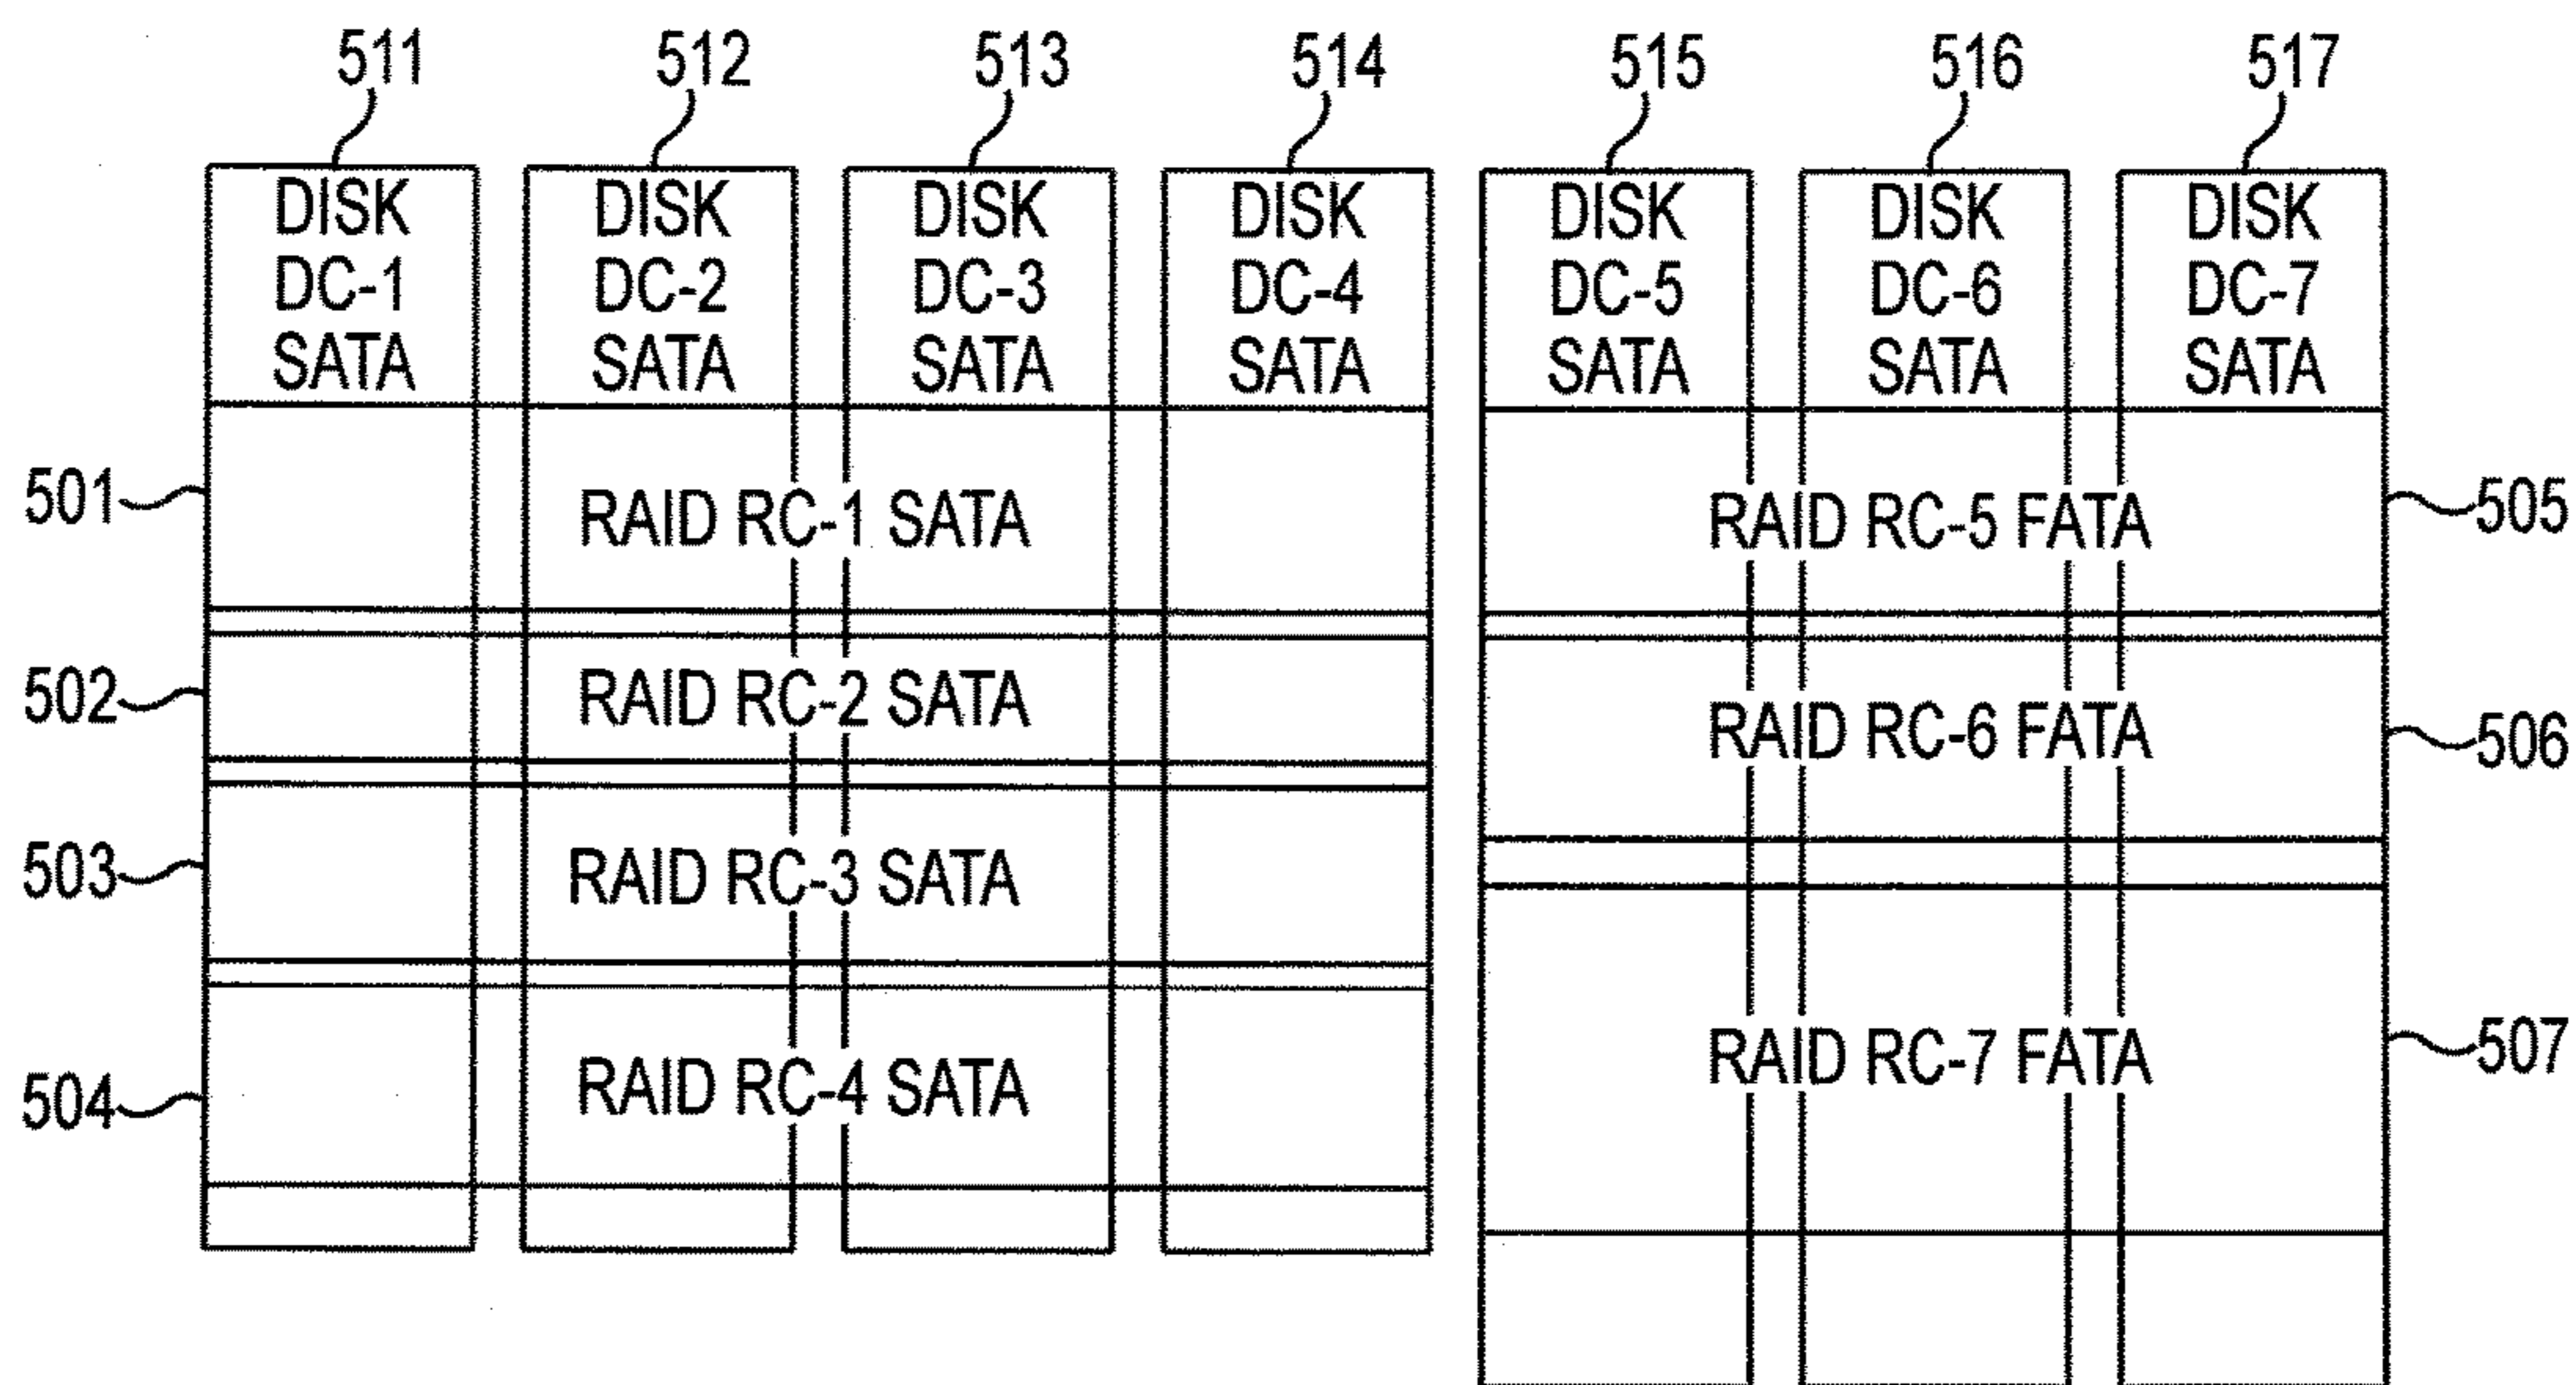 511 512 513 514 515 516 517
DISK DISK DISK DISK DISK DISK DISK
DC-1 DC-2 DC-3 DC-4 DC-5 DC-6 DC-7
SATA SATA SATA SATA SATA SATA SATA
501 RAID RC-1 SATA RAID RC-5 FATA 505
502 RAID RC-2 SATA RAID RC-6 FATA 506
503 RAID RC-3 SATA
504 RAID RC-4 SATA RAID RC-7 FATA 507